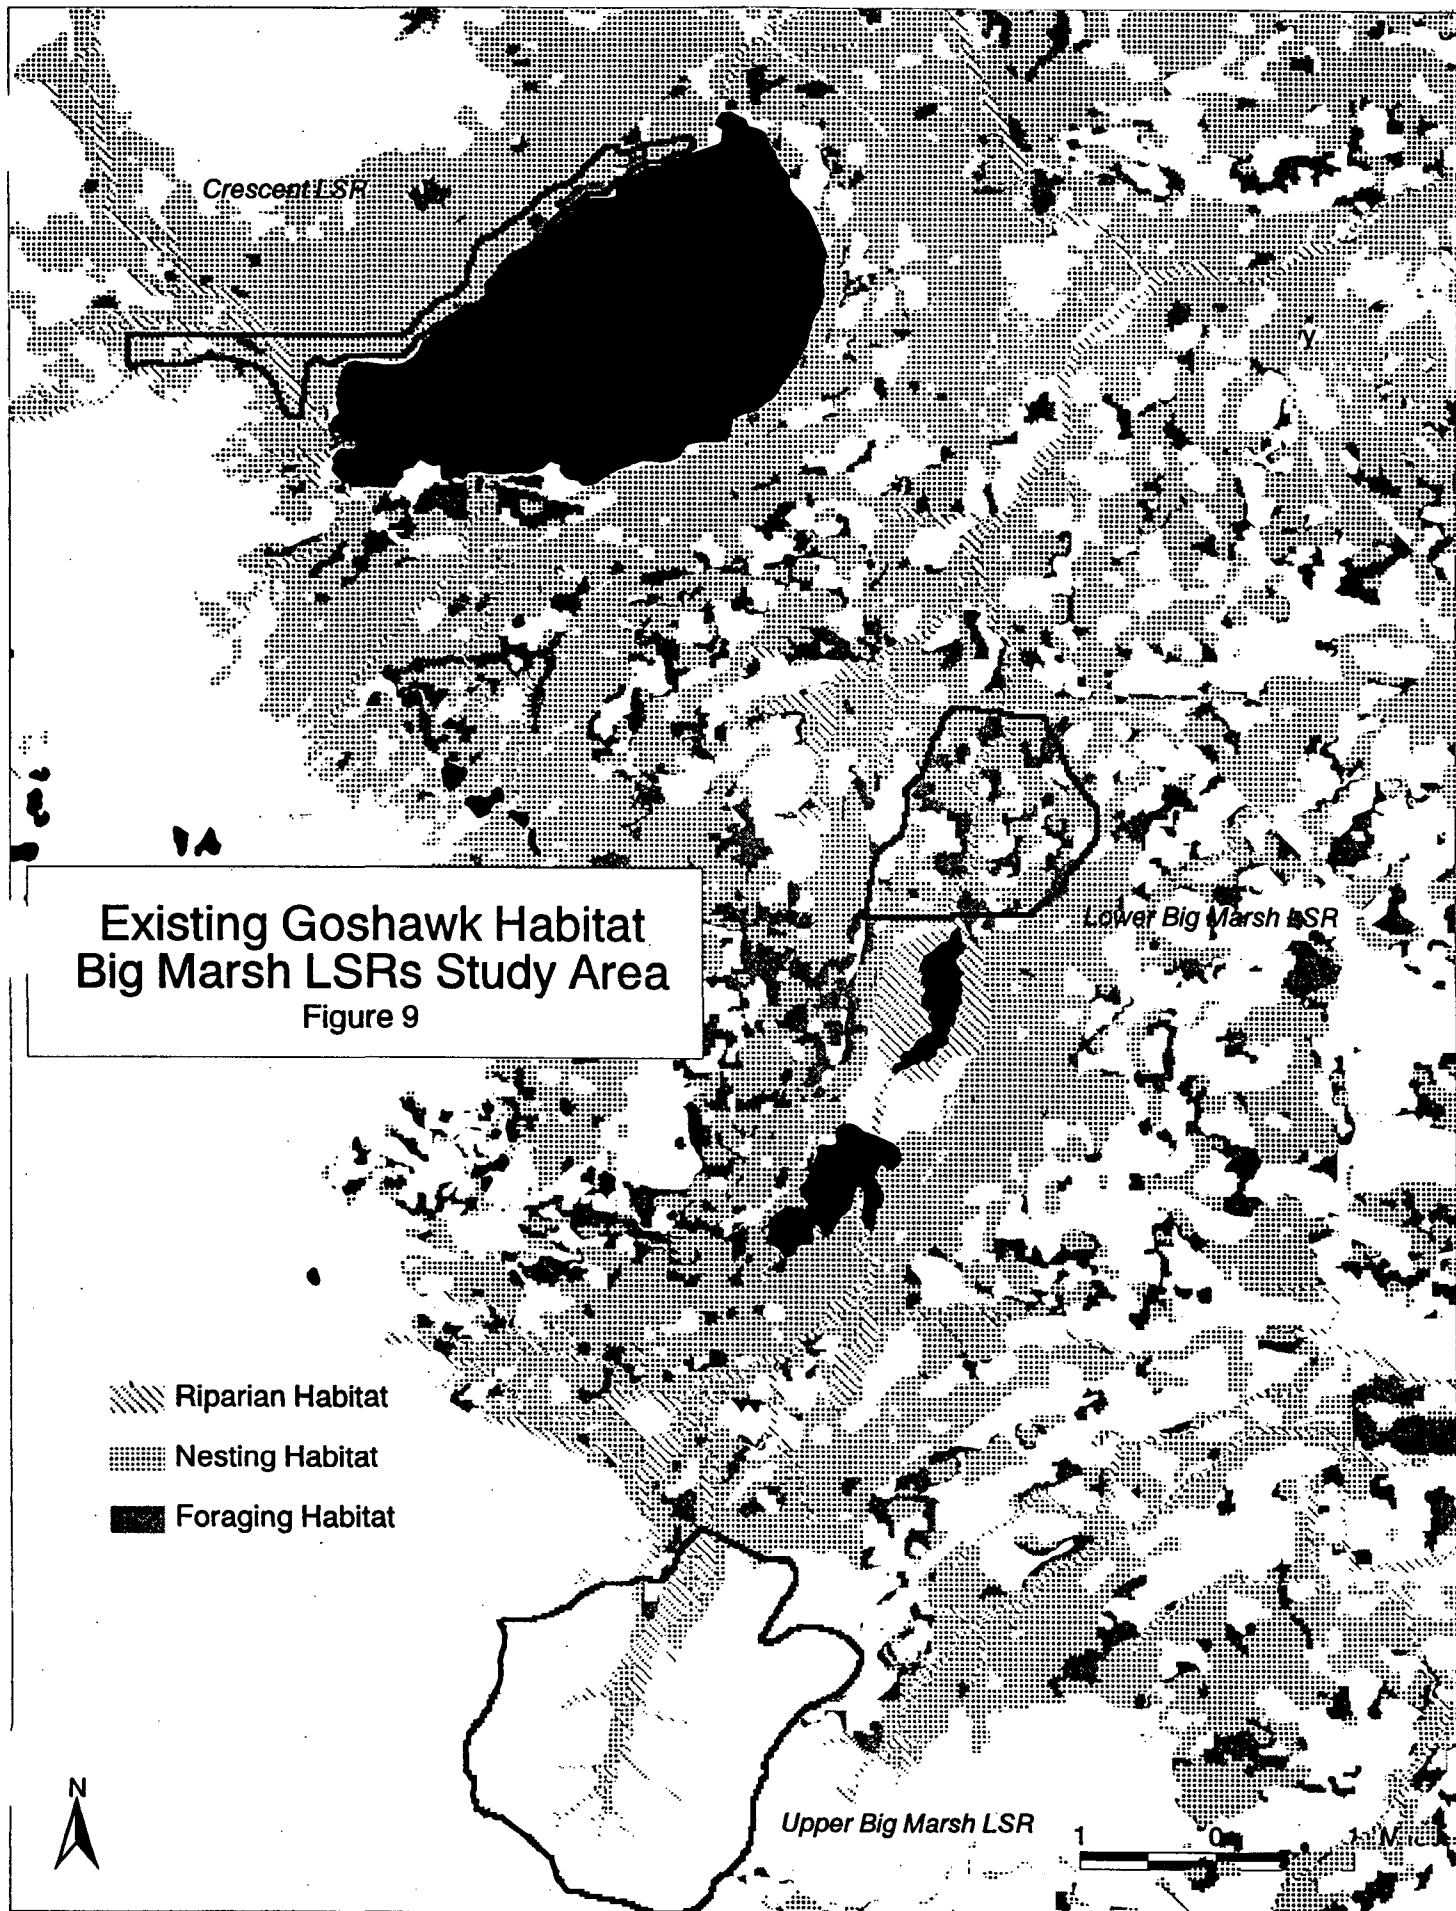 Crescent LSR
y
Existing Goshawk Habitat
Big Marsh LSRs Study Area
Figure 9
Lower Big Marsh LSR
Riparian Habitat
Nesting Habitat
Foraging Habitat
N
Upper Big Marsh LSR
1 0 1